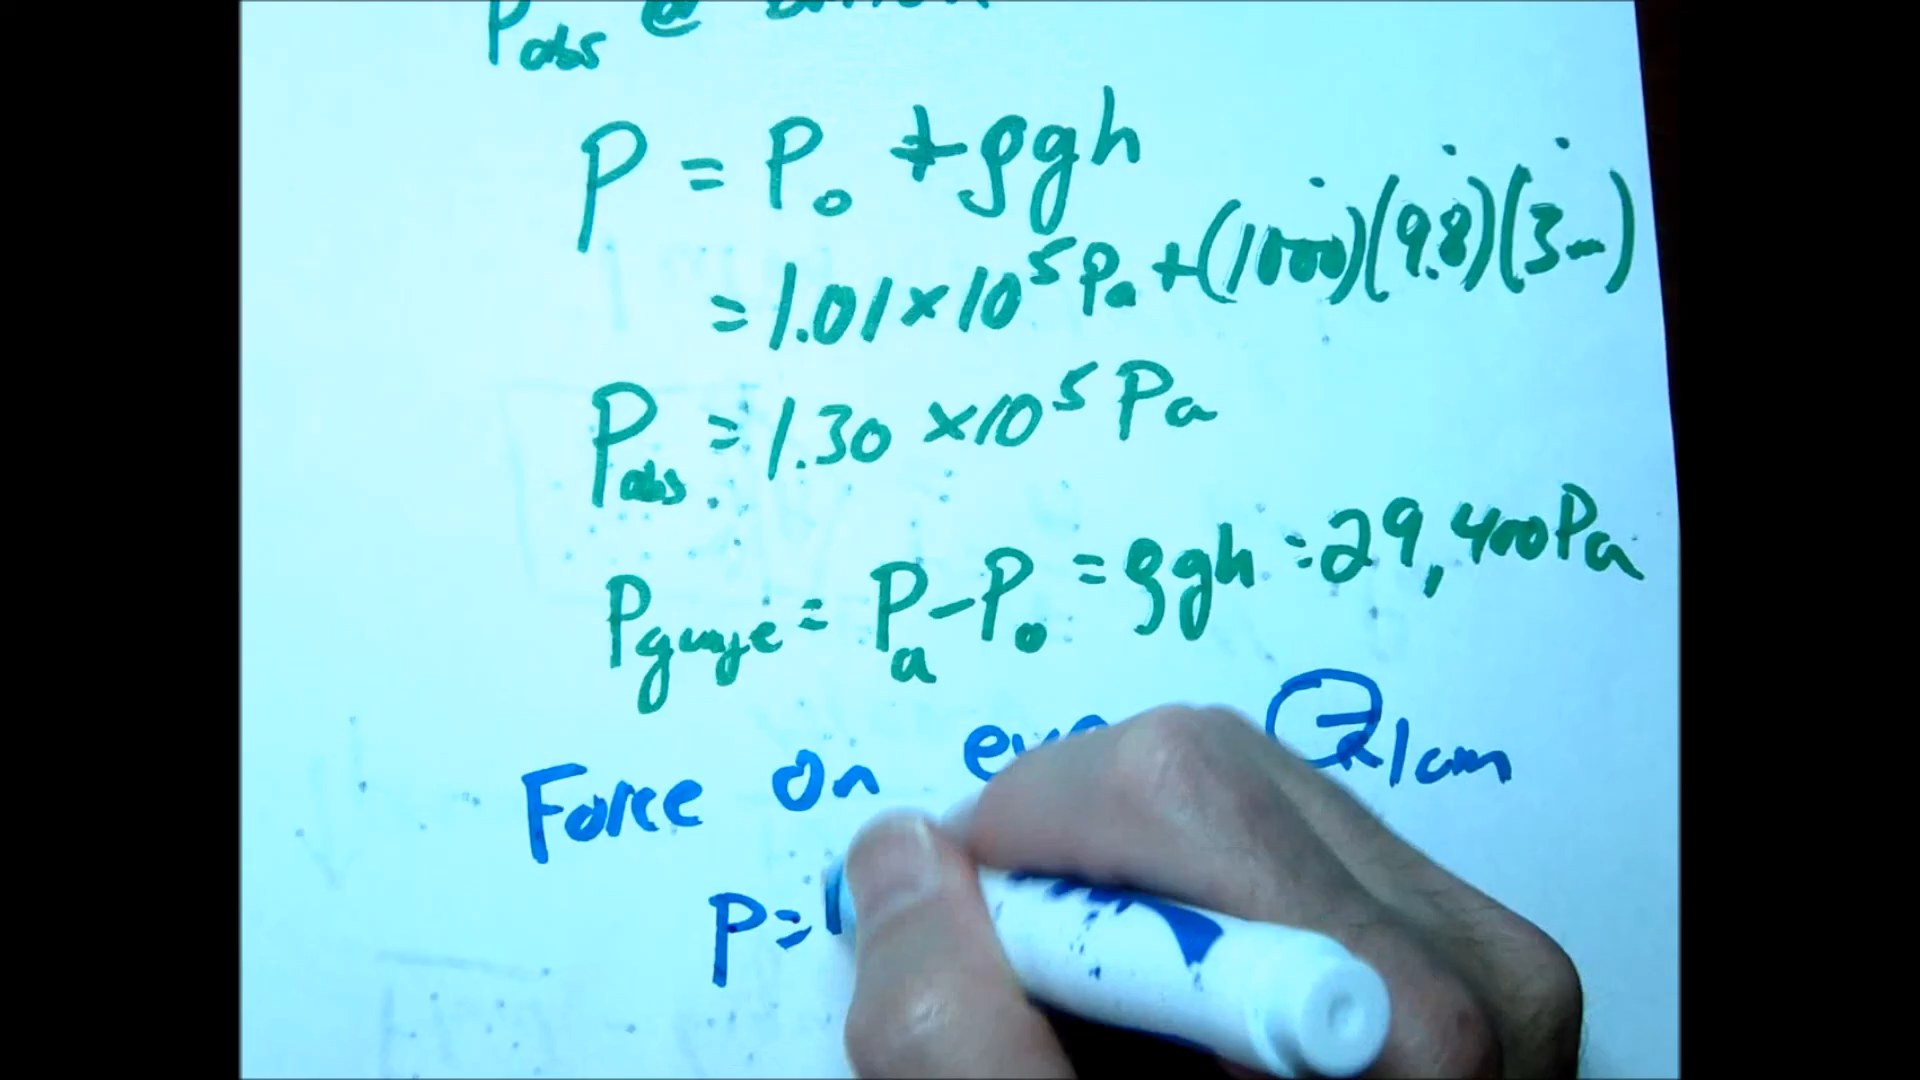 Pabs @
P = P₀ + ρgh
= 1.01 × 10⁵ Pa + (1000)(9.8)(3m)
Pabs = 1.30 × 10⁵ Pa
Pgauge = Pa - P₀ = ρgh = 29,400 Pa
Force on 1cm
P =